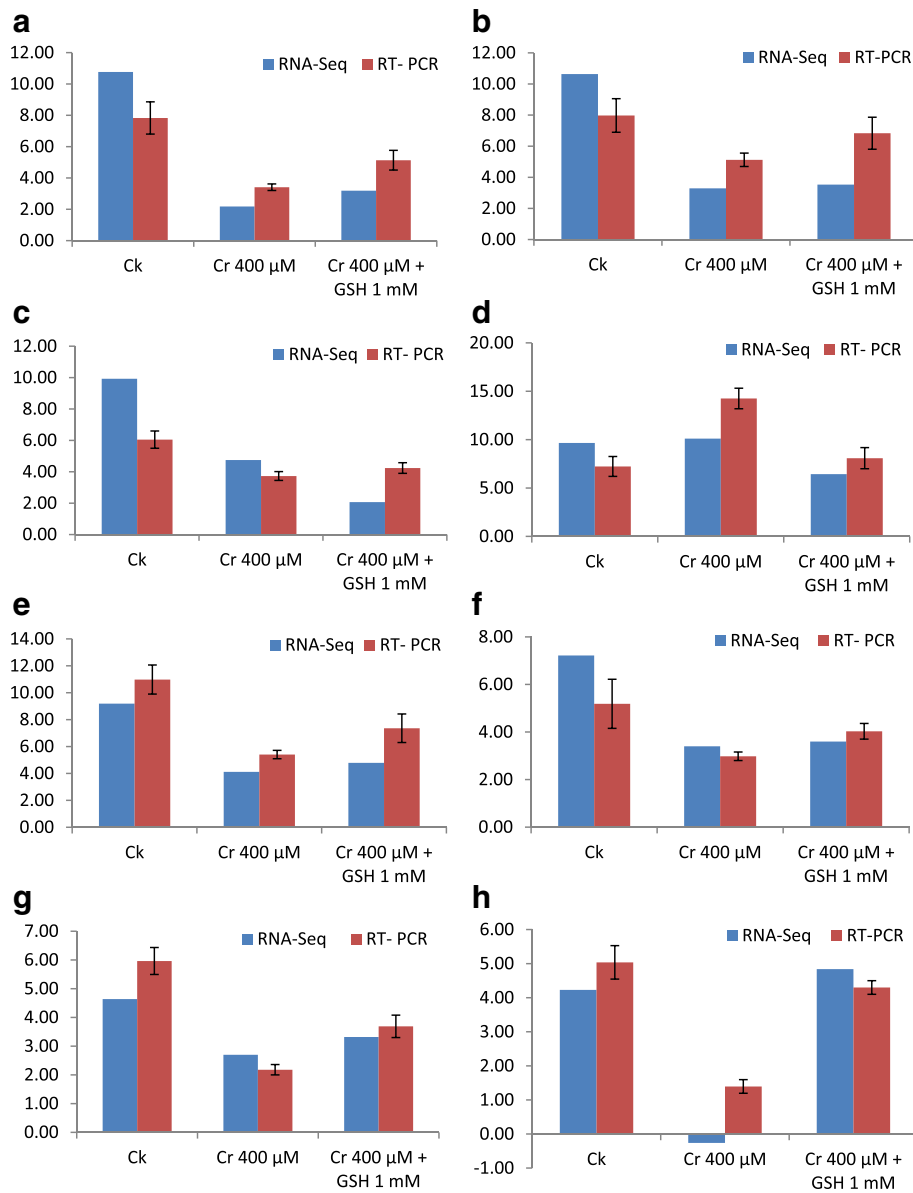 a
12.00
10.00
8.00
6.00
4.00
2.00
0.00
RNA-Seq RT- PCR
Ck Cr 400 µM Cr 400 µM +
GSH 1 mM
b
12.00
10.00
8.00
6.00
4.00
2.00
0.00
RNA-Seq RT-PCR
Ck Cr 400 µM Cr 400 µM +
GSH 1 mM
c
12.00
10.00
8.00
6.00
4.00
2.00
0.00
RNA-Seq RT- PCR
Ck Cr 400 µM Cr 400 µM +
GSH 1 mM
d
20.00
15.00
10.00
5.00
0.00
RNA-Seq RT- PCR
Ck Cr 400 µM Cr 400 µM +
GSH 1 mM
e
14.00
12.00
10.00
8.00
6.00
4.00
2.00
0.00
RNA-Seq RT- PCR
Ck Cr 400 µM Cr 400 µM +
GSH 1 mM
f
8.00
6.00
4.00
2.00
0.00
RNA-Seq RT- PCR
Ck Cr 400 µM Cr 400 µM +
GSH 1 mM
g
7.00
6.00
5.00
4.00
3.00
2.00
1.00
0.00
RNA-Seq RT- PCR
Ck Cr 400 µM Cr 400 µM +
GSH 1 mM
h
6.00
5.00
4.00
3.00
2.00
1.00
0.00
-1.00
RNA-Seq RT-PCR
Ck Cr 400 µM Cr 400 µM +
GSH 1 mM